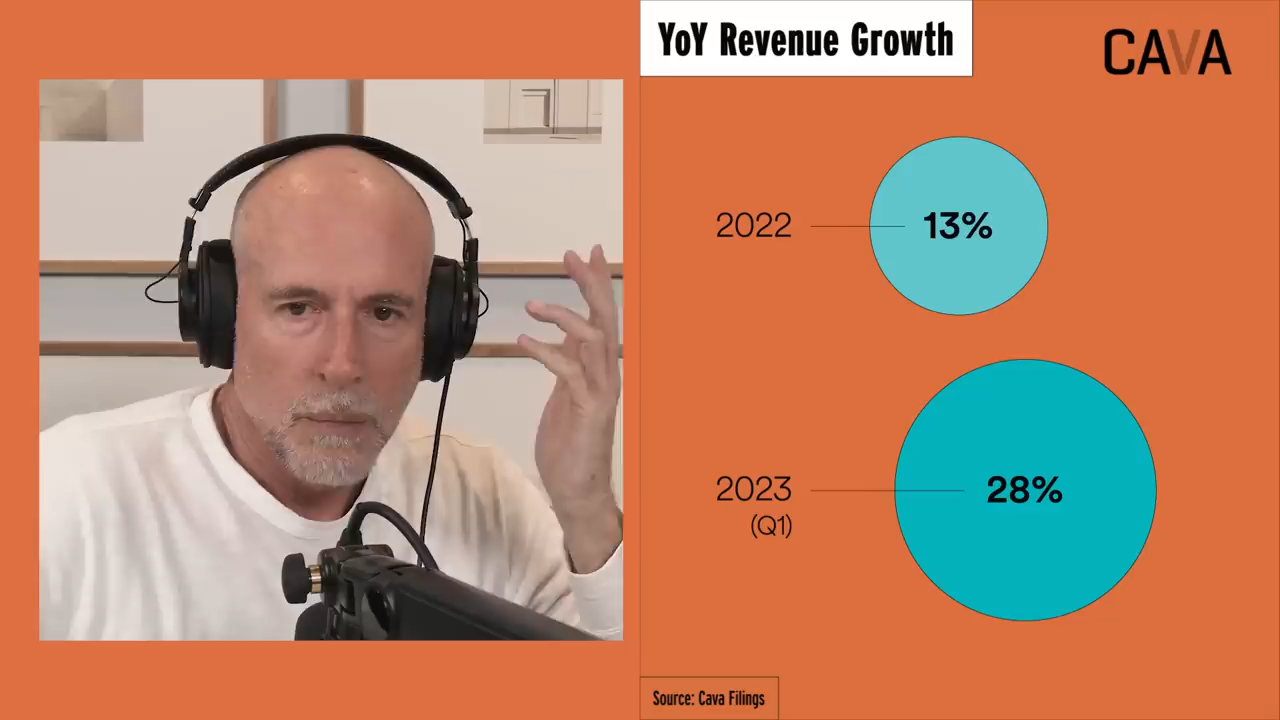 YoY Revenue Growth
CAVA
2022
13%
2023
(Q1)
28%
Source: Cava Filings